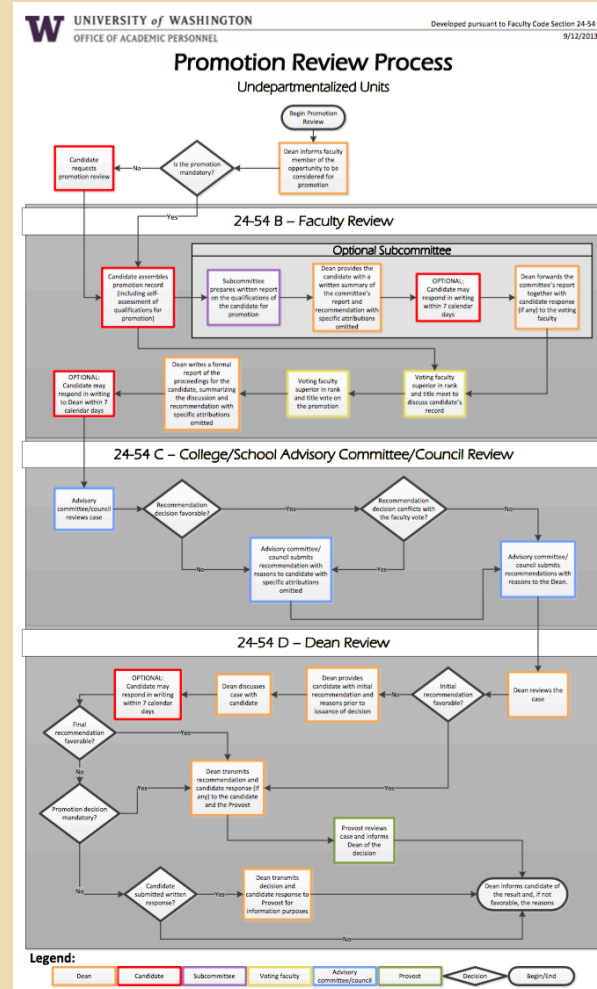 W
UNIVERSITY of WASHINGTON
OFFICE OF ACADEMIC PERSONNEL
Developed pursuant to Faculty Code Section 24-54
9/12/2013
Promotion Review Process
Undepartmentalized Units
Begin Promotion
Review
Candidate
requests
promotion review
No
Is the promotion
mandatory?
Dean informs faculty
member of the
opportunity to be
considered for
promotion
Yes
24-54 B – Faculty Review
Optional Subcommittee
Candidate assembles
promotion record
(including self-
assessment of
qualifications for
promotion)
Subcommittee
prepares written report
on the qualifications of
the candidate for
promotion
Dean provides the
candidate with a
written summary of
the committee's
report and
recommendation with
specific attributions
omitted
OPTIONAL:
Candidate may
respond in writing
within 7 calendar
days
Dean forwards the
committee's report
together with
candidate response
(if any) to the voting
faculty
OPTIONAL:
Candidate may
respond in writing
to Dean within 7
calendar days
Dean writes a formal
report of the
proceedings for the
candidate, summarizing
the discussion and
recommendation with
specific attributions
omitted
Voting faculty
superior in rank
and title vote on
the promotion
Voting faculty
superior in rank
and title meet to
discuss candidate's
record
24-54 C – College/School Advisory Committee/Council Review
Advisory
committee/council
reviews case
Recommendation
decision favorable?
Yes
Recommendation
decision conflicts with
the faculty vote?
No
No
Advisory committee/
council submits
recommendation with
reasons to candidate with
specific attributions
omitted
Yes
Advisory committee/
council submits
recommendations with
reasons to the Dean.
24-54 D – Dean Review
OPTIONAL:
Candidate may
respond in writing
within 7 calendar
days
Dean discusses
case with
candidate
Dean provides
candidate with initial
recommendation and
reasons prior to
issuance of decision
No
Initial
recommendation
favorable?
Dean reviews the
case
Final
recommendation
favorable?
Yes
No
Promotion decision
mandatory?
Yes
Dean transmits
recommendation and
candidate response (if
any) to the candidate
and the Provost
Yes
Provost reviews
case and informs
Dean of the
decision
No
Candidate
submitted written
response?
Yes
Dean transmits
decision and
candidate response to
Provost for
information purposes
Dean informs candidate of
the result and, if not
favorable, the reasons
No
Legend:
Dean
Candidate
Subcommittee
Voting faculty
Advisory
committee/council
Provost
Decision
Begin/End